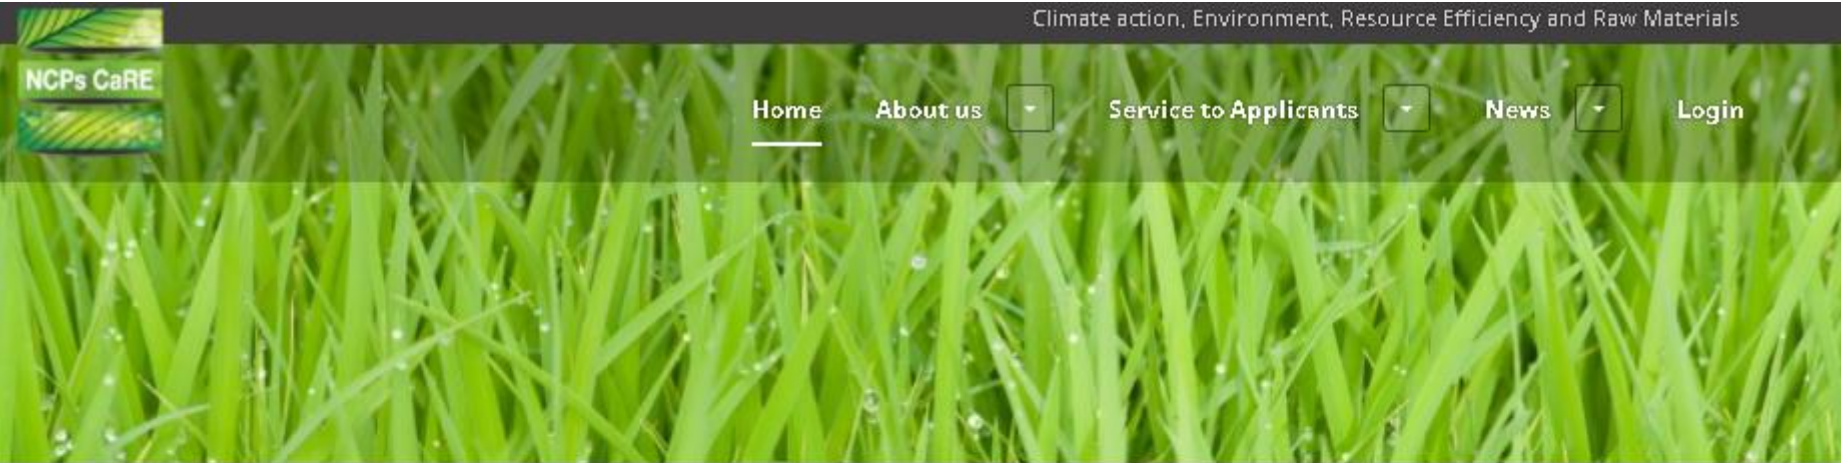 Climate action, Environment, Resource Efficiency and Raw Materials
NCPs CaRE
Home About us Service to Applicants News Login